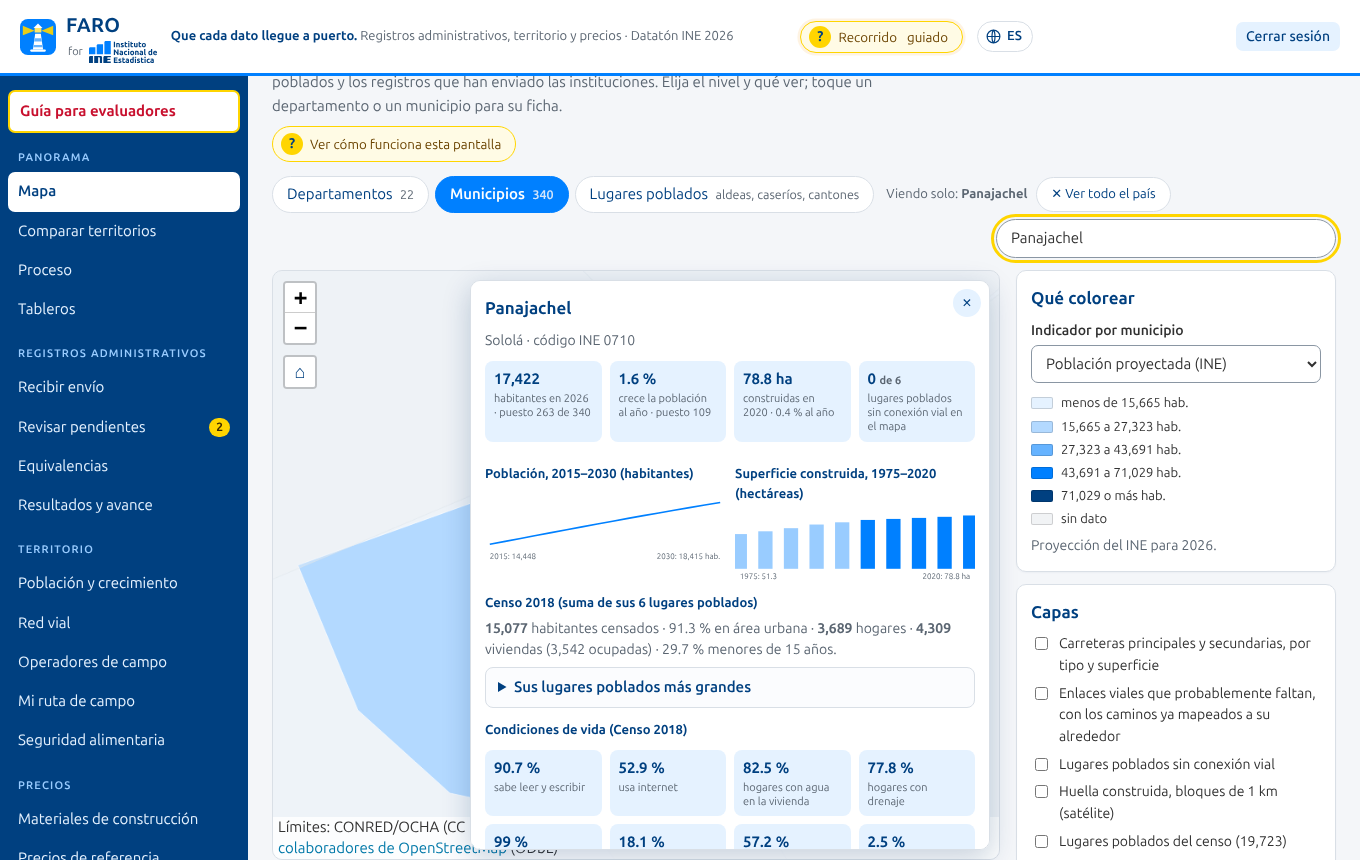 FARO
for INE Instituto Nacional de Estadística
Que cada dato llegue a puerto. Registros administrativos, territorio y precios · Datatón INE 2026
? Recorrido guiado
ES
Cerrar sesión
Guía para evaluadores
PANORAMA
Mapa
Comparar territorios
Proceso
Tableros
REGISTROS ADMINISTRATIVOS
Recibir envío
Revisar pendientes 2
Equivalencias
Resultados y avance
TERRITORIO
Población y crecimiento
Red vial
Operadores de campo
Mi ruta de campo
Seguridad alimentaria
PRECIOS
Materiales de construcción
Precios de referencia
poblados y los registros que han enviado las instituciones. Elija el nivel y qué ver; toque un
departamento o un municipio para su ficha.
? Ver cómo funciona esta pantalla
Departamentos 22
Municipios 340
Lugares poblados aldeas, caseríos, cantones
Viendo solo: Panajachel
✕ Ver todo el país
Panajachel
+
−
⌂
Panajachel
×
Sololá · código INE 0710
17,422
habitantes en 2026
· puesto 263 de 340
1.6 %
crece la población
al año · puesto 109
78.8 ha
construidas en
2020 · 0.4 % al año
0 de 6
lugares poblados
sin conexión vial en
el mapa
Población, 2015–2030 (habitantes)
2015: 14,448
2030: 18,415 hab.
Superficie construida, 1975–2020
(hectáreas)
1975: 51.3
2020: 78.8 ha
Censo 2018 (suma de sus 6 lugares poblados)
15,077 habitantes censados · 91.3 % en área urbana · 3,689 hogares · 4,309
viviendas (3,542 ocupadas) · 29.7 % menores de 15 años.
▶ Sus lugares poblados más grandes
Condiciones de vida (Censo 2018)
90.7 %
sabe leer y escribir
52.9 %
usa internet
82.5 %
hogares con agua
en la vivienda
77.8 %
hogares con
drenaje
99 %
18.1 %
57.2 %
2.5 %
Límites: CONRED/OCHA (CC
colaboradores de OpenStreetMap (ODbL)
Qué colorear
Indicador por municipio
Población proyectada (INE)
menos de 15,665 hab.
15,665 a 27,323 hab.
27,323 a 43,691 hab.
43,691 a 71,029 hab.
71,029 o más hab.
sin dato
Proyección del INE para 2026.
Capas
Carreteras principales y secundarias, por
tipo y superficie
Enlaces viales que probablemente faltan,
con los caminos ya mapeados a su
alrededor
Lugares poblados sin conexión vial
Huella construida, bloques de 1 km
(satélite)
Lugares poblados del censo (19,723)